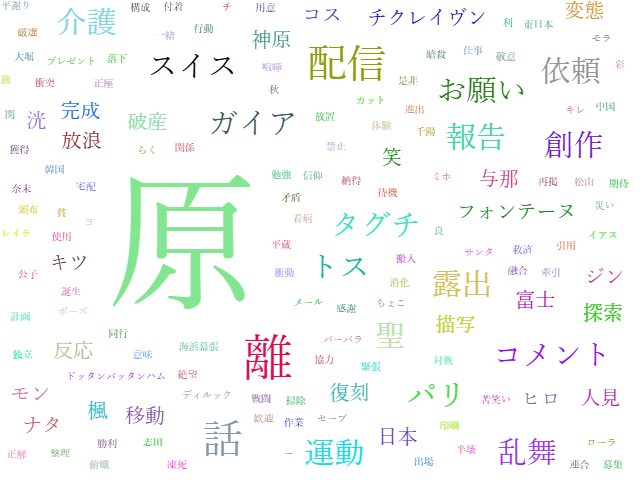 平謝り 構成 付着 チ 用意 コス チクレイヴン 利 東日本 変態
厳選 介護 一緒 行動 神原 モラ
大堀 プレゼント 落下 スイス 喧嘩 配信 暗殺 仕事 敬意 依頼 彩
旅 衝突 正座 秋 是非 お願い
関 洸 完成 破産 ガイア 放置 カット 体験 進出 千陽 報告 キレ 中国 創作
獲得 放浪 らく 関係 禁止 笑
韓国 勉強 信仰 納得 ミホ 与那 再掲 松山 期待
奈未 宅配 矛盾 待機 災い
頒布 貧 ヨ 原 看病 タグチ フォンテーヌ
レイラ 使用 平蔵 良 イアス
キツ トス 搬入 サンタ 救済 引用
公子 衝動 消化 露出 融合 牽引 ジン
誕生 メール 感謝 ちょこ 富士 探索
計画 ポーズ 聖 描写
同行 バーバラ
独立 反応 意味 海浜幕張 離 協力 緊張 対戦 コメント
ドッタンバッタンハム 絶望
モン 楓 移動 ディルック 戦闘 掃除 復刻 パリ 苦笑い ヒロ 人見
ナタ 歓迎 作業 セーブ 印刷
正解 整理 勝利 志田 話 日本 半壊 乱舞 ローラ
俯瞰 凍死 一 運動 出場 連合 募集